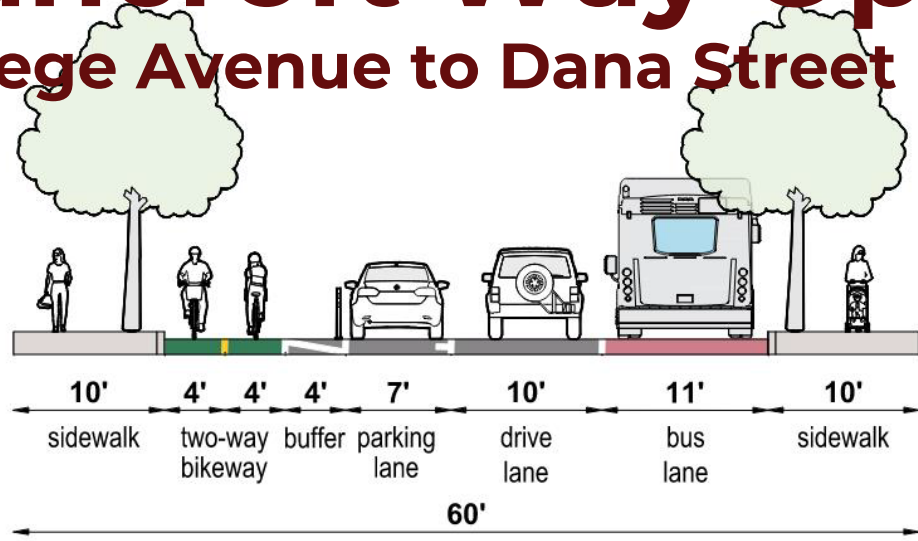 ege Avenue to Dana Street
10' 4' 4' 4' 7' 10' 11' 10'
sidewalk two-way buffer parking drive bus sidewalk
bikeway lane lane lane
60'